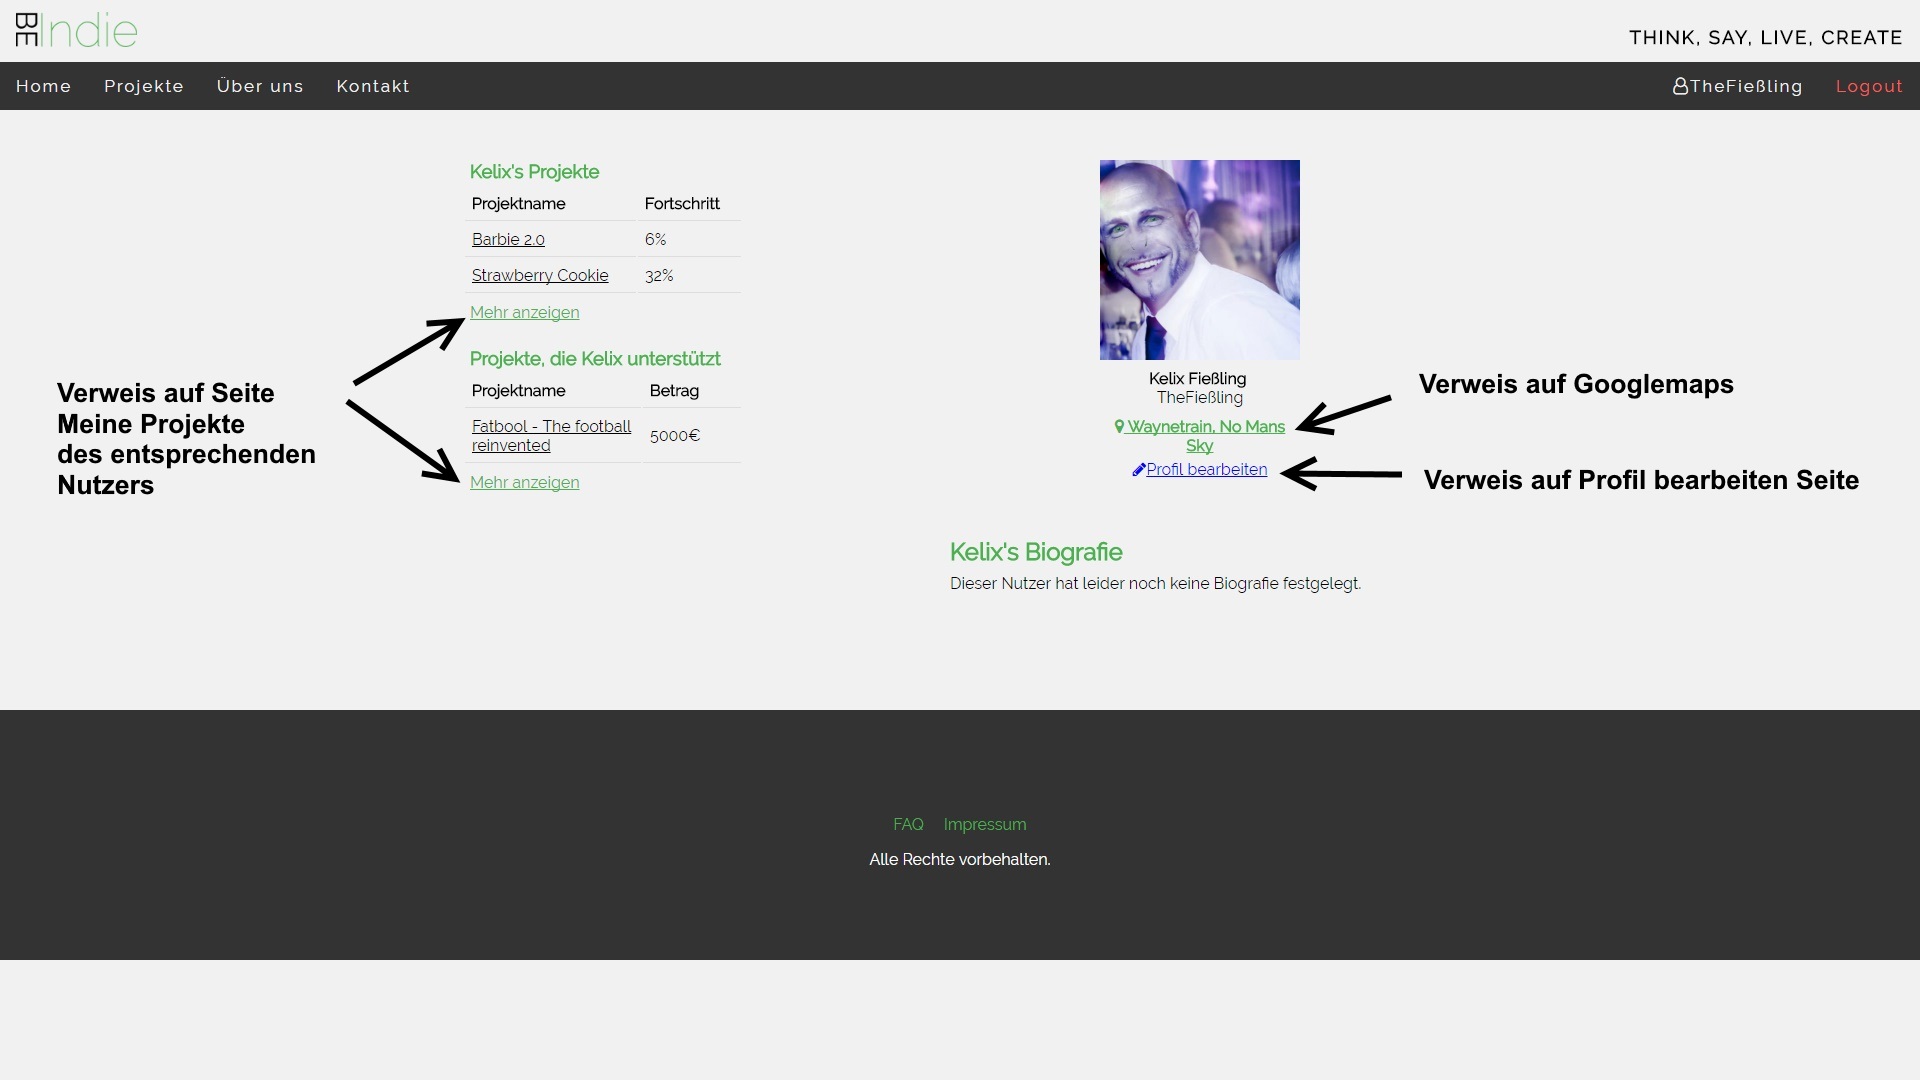 BE Indie
THINK, SAY, LIVE, CREATE
Home Projekte Über uns Kontakt TheFießling Logout
Kelix's Projekte
Projektname Fortschritt
Barbie 2.0 6%
Strawberry Cookie 32%
Mehr anzeigen
Projekte, die Kelix unterstützt
Projektname Betrag
Fatbool - The football
reinvented
5000€
Mehr anzeigen
Verweis auf Seite
Meine Projekte
des entsprechenden
Nutzers
Kelix Fießling
TheFießling
Waynetrain, No Mans
Sky
Profil bearbeiten
Verweis auf Googlemaps
Verweis auf Profil bearbeiten Seite
Kelix's Biografie
Dieser Nutzer hat leider noch keine Biografie festgelegt.
FAQ Impressum
Alle Rechte vorbehalten.